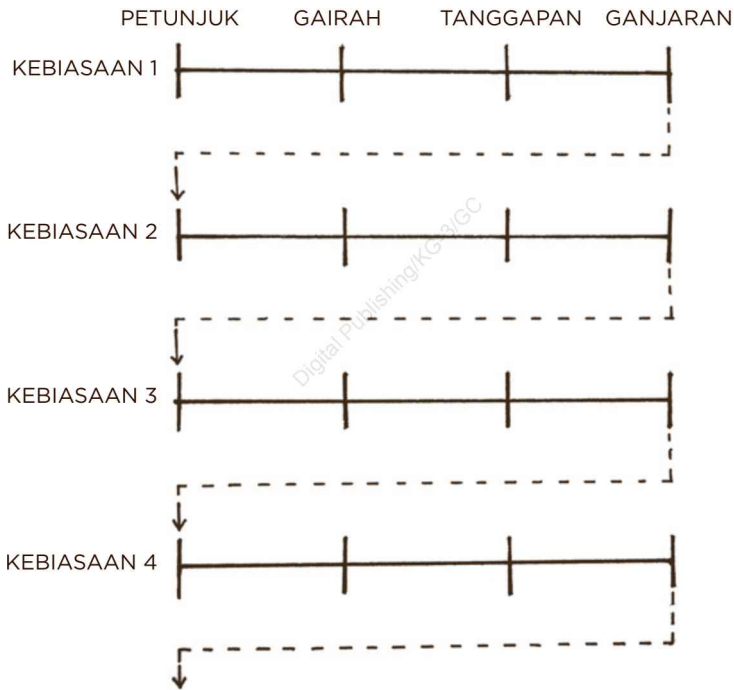 PETUNJUK GAIRAH TANGGAPAN GANJARAN
KEBIASAAN 1
KEBIASAAN 2
Digital Publishing/KG-3/GC
KEBIASAAN 3
KEBIASAAN 4